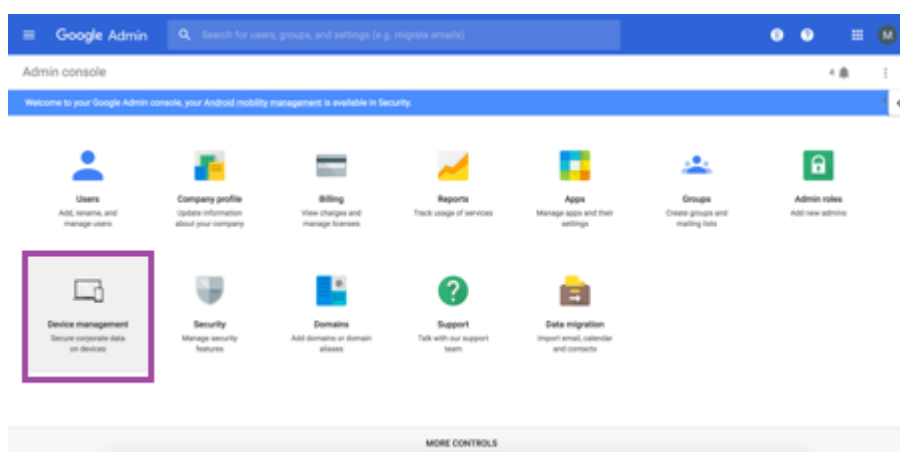 Google Admin
Search for users, groups, and settings (e.g. migrate emails)
M
Admin console
4
Welcome to your Google Admin console, your Android mobility management is available in Security.
Users
Add, rename, and
manage users
Company profile
Update information
about your company
Billing
View charges and
manage licenses
Reports
Track usage of services
Apps
Manage apps and their
settings
Groups
Create groups and
mailing lists
Admin roles
Add new admins
Device management
Secure corporate data
on devices
Security
Manage security
features
Domains
Add domains or domain
aliases
Support
Talk with our support
team
Data migration
Import email, calendar
and contacts
MORE CONTROLS